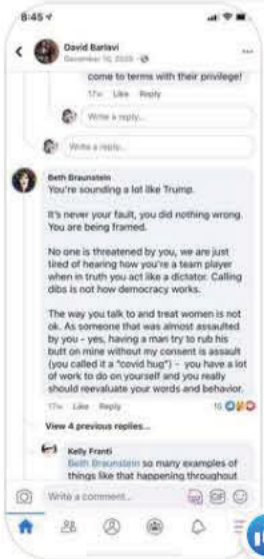 8:45
David Barlavi
December 10, 2020
come to terms with their privilege!
17w Like Reply
Write a reply...
Write a reply...
Beth Braunstein
You're sounding a lot like Trump.
It's never your fault, you did nothing wrong.
You are being framed.
No one is threatened by you, we are just
tired of hearing how you're a team player
when in truth you act like a dictator. Calling
dibs is not how democracy works.
The way you talk to and treat women is not
ok. As someone that was almost assaulted
by you - yes, having a man try to rub his
butt on mine without my consent is assault
(you called it a "covid hug") - you have a lot
of work to do on yourself and you really
should reevaluate your words and behavior.
17w Like Reply
View 4 previous replies...
Kelly Franti
Beth Braunstein so many examples of
things like that happening throughout
Write a comment...
GIF